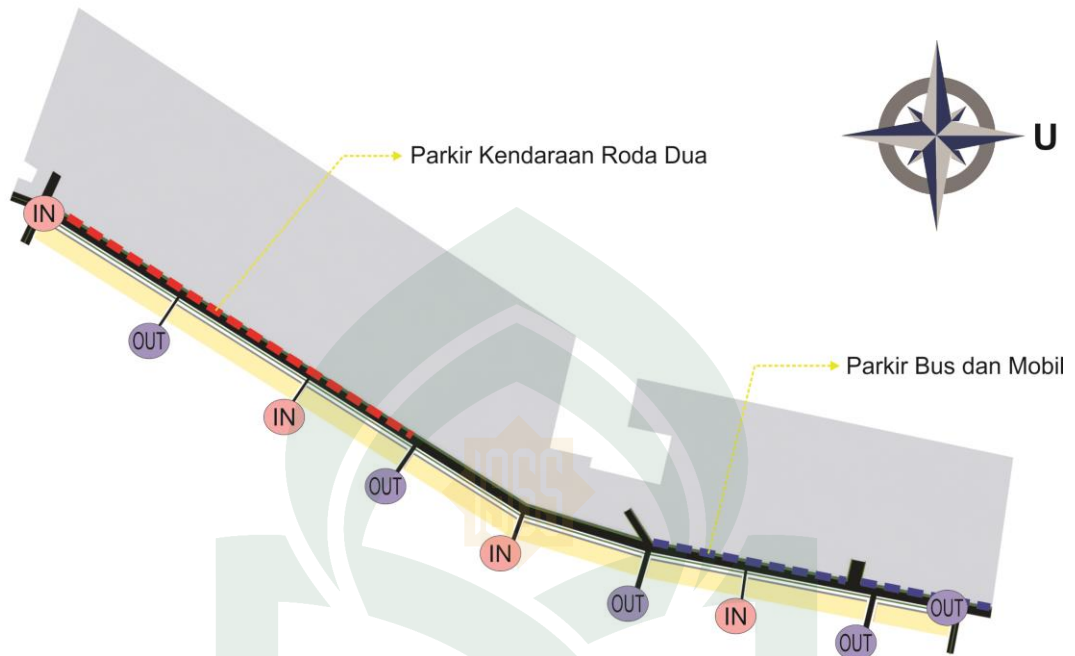 U
Parkir Kendaraan Roda Dua
IN
OUT
IN
Parkir Bus dan Mobil
OUT
IN
OUT
IN
OUT
OUT